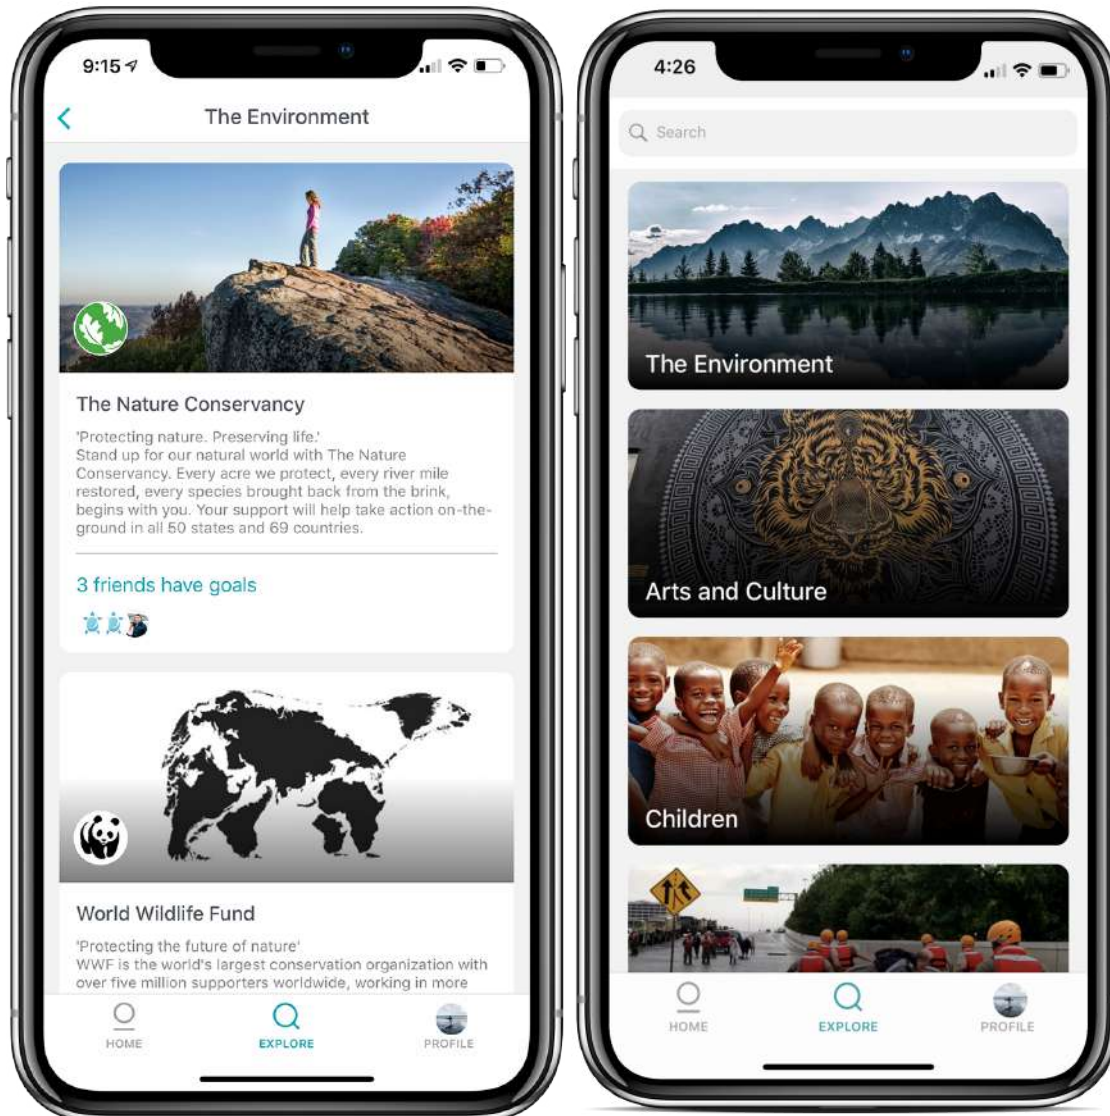 9:15
The Environment
The Nature Conservancy
'Protecting nature. Preserving life.'
Stand up for our natural world with The Nature
Conservancy. Every acre we protect, every river mile
restored, every species brought back from the brink,
begins with you. Your support will help take action on-the-
ground in all 50 states and 69 countries.
3 friends have goals
World Wildlife Fund
'Protecting the future of nature'
WWF is the world's largest conservation organization with
over five million supporters worldwide, working in more
HOME
EXPLORE
PROFILE
4:26
Search
The Environment
Arts and Culture
Children
HOME
EXPLORE
PROFILE